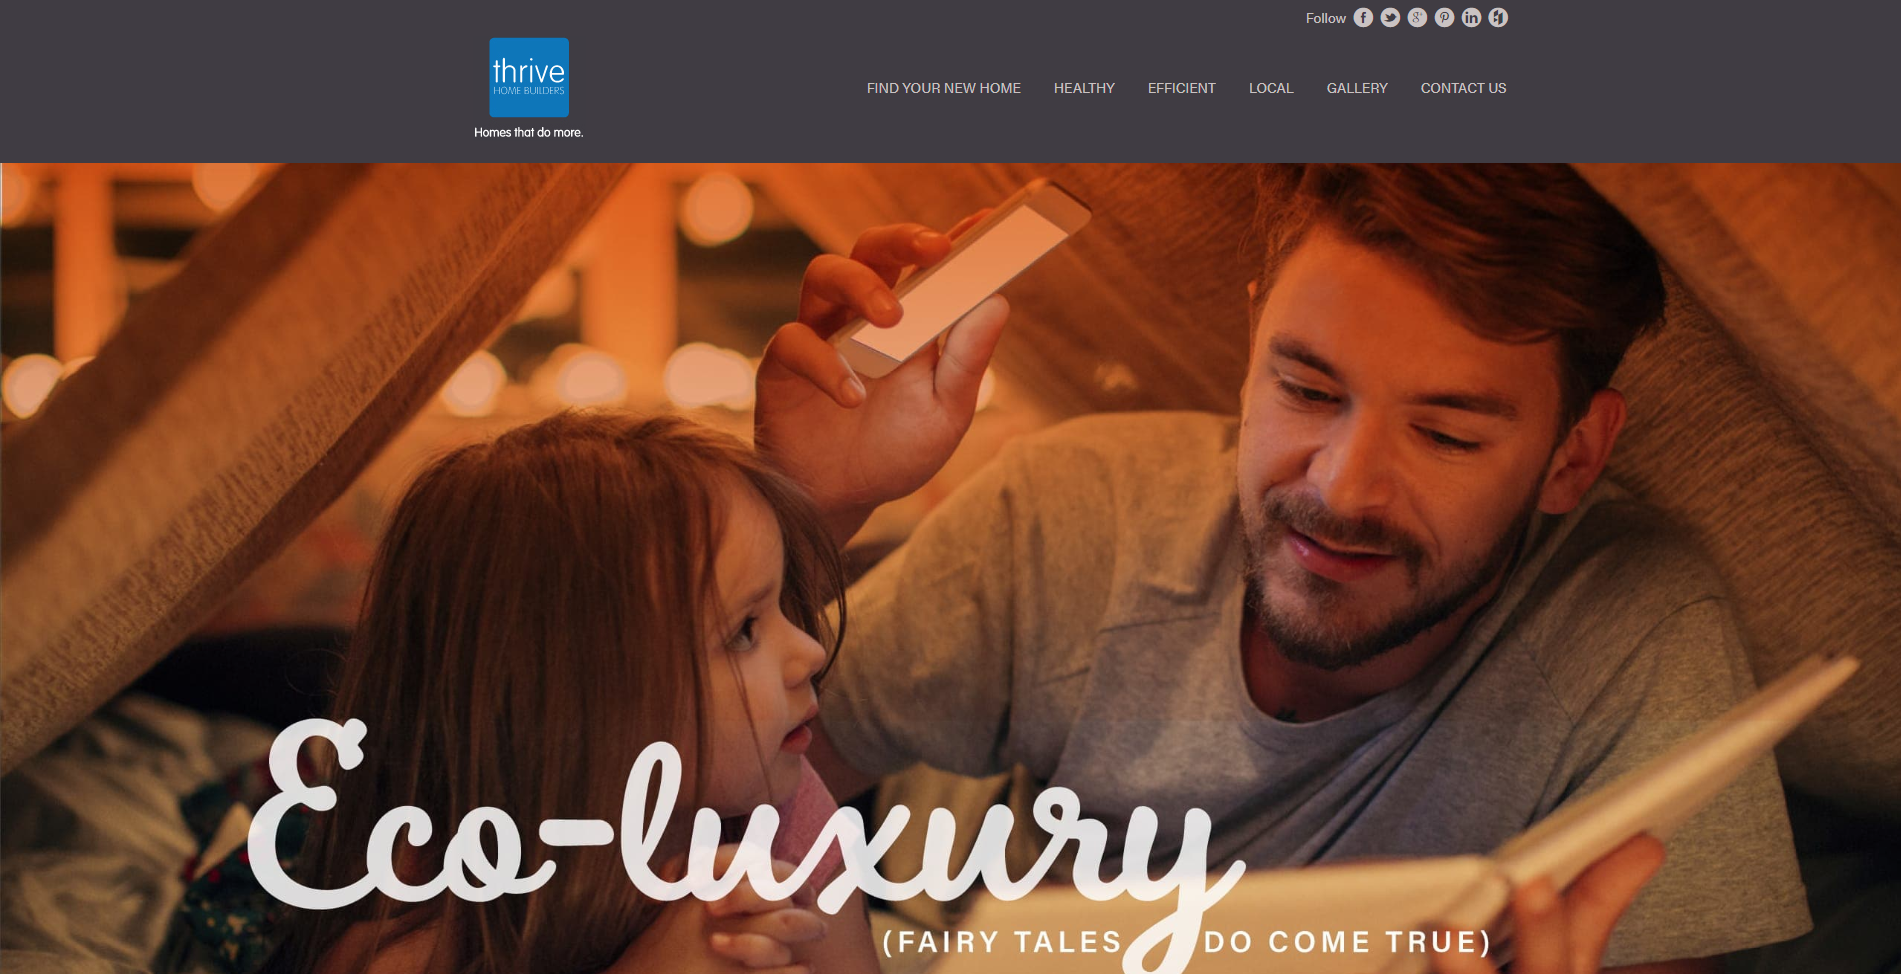 Follow
thrive
HOME BUILDERS
Homes that do more.
FIND YOUR NEW HOME HEALTHY EFFICIENT LOCAL GALLERY CONTACT US
Eco-luxury
(FAIRY TALES DO COME TRUE)